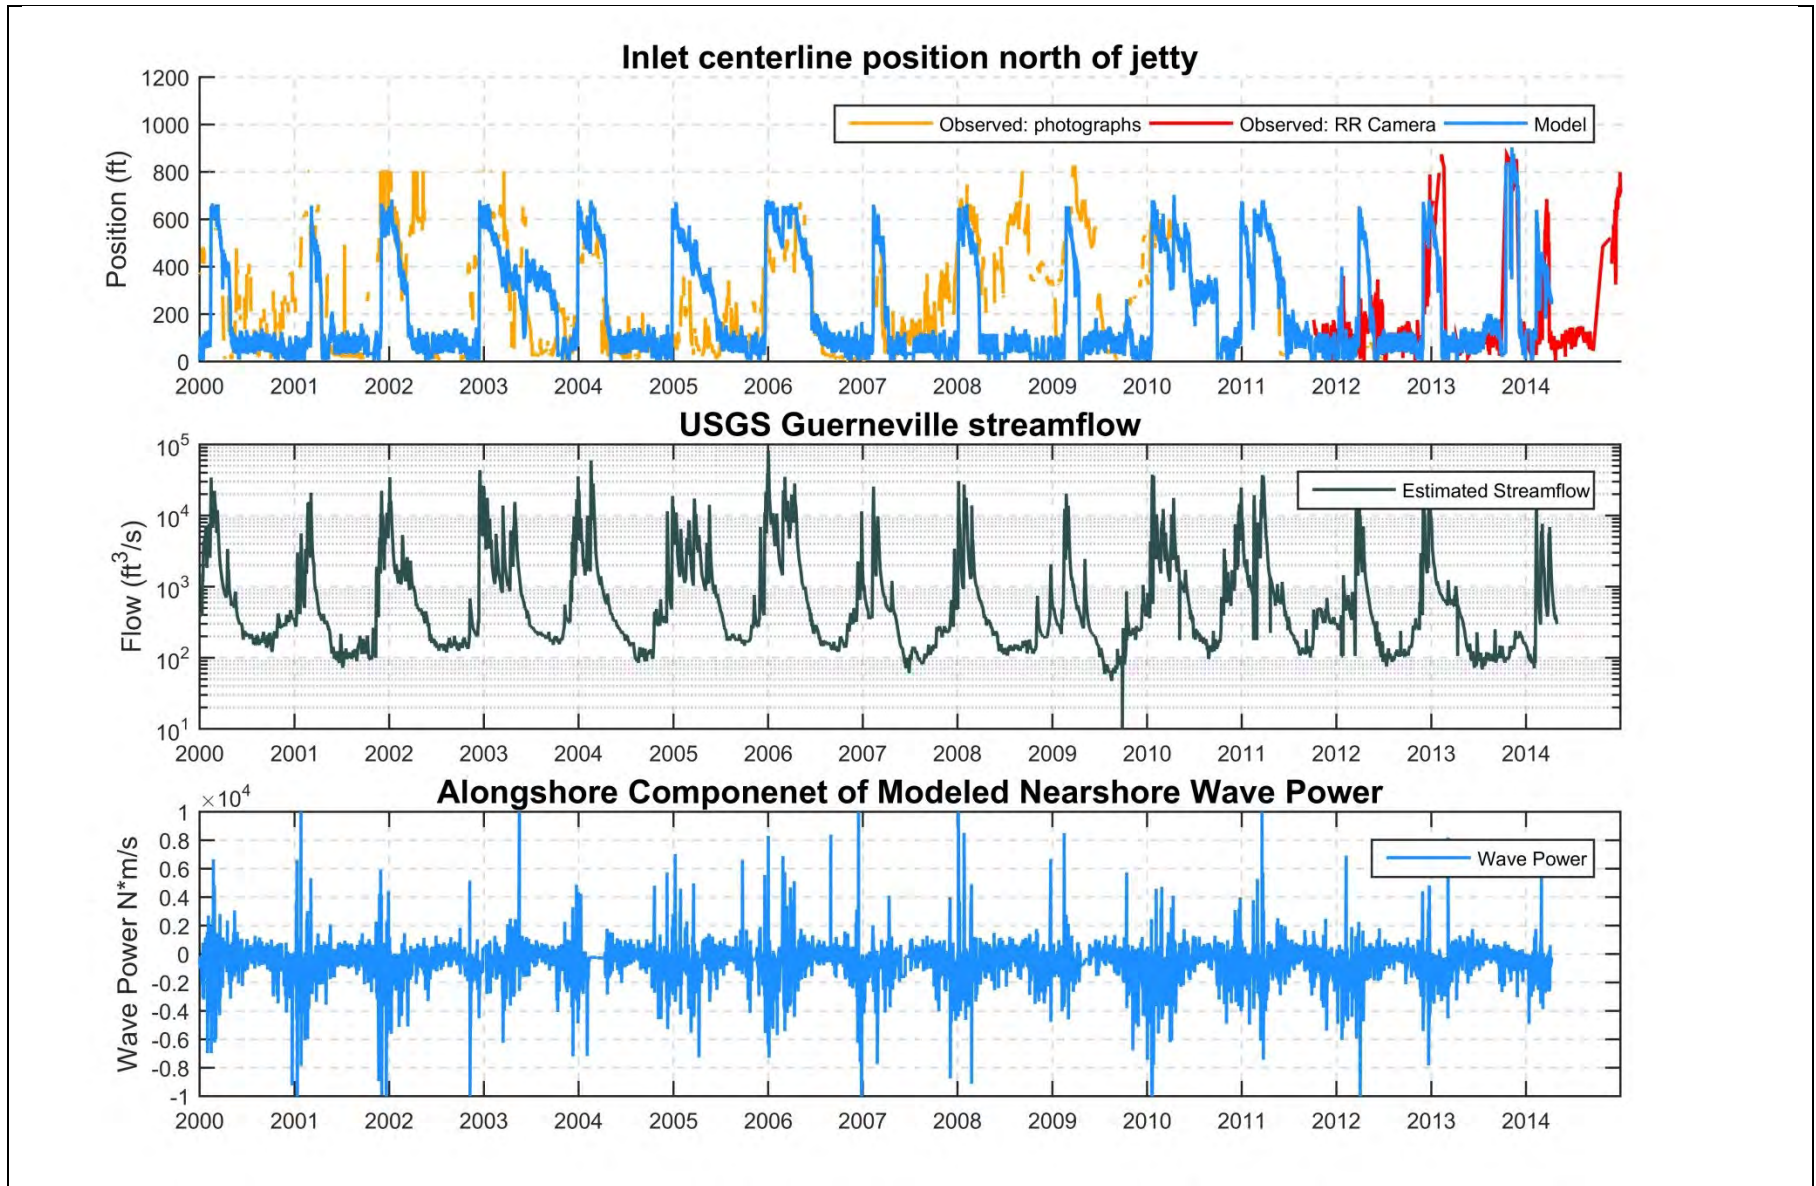 Inlet centerline position north of jetty
1200
1000
800
600
400
200
0
Position (ft)
Observed: photographs Observed: RR Camera Model
2000 2001 2002 2003 2004 2005 2006 2007 2008 2009 2010 2011 2012 2013 2014
USGS Guerneville streamflow
10^5
10^4
10^3
10^2
10^1
Flow (ft^3/s)
Estimated Streamflow
2000 2001 2002 2003 2004 2005 2006 2007 2008 2009 2010 2011 2012 2013 2014
Alongshore Componenet of Modeled Nearshore Wave Power
×10^4
1
0.8
0.6
0.4
0.2
0
-0.2
-0.4
-0.6
-0.8
-1
Wave Power N*m/s
Wave Power
2000 2001 2002 2003 2004 2005 2006 2007 2008 2009 2010 2011 2012 2013 2014